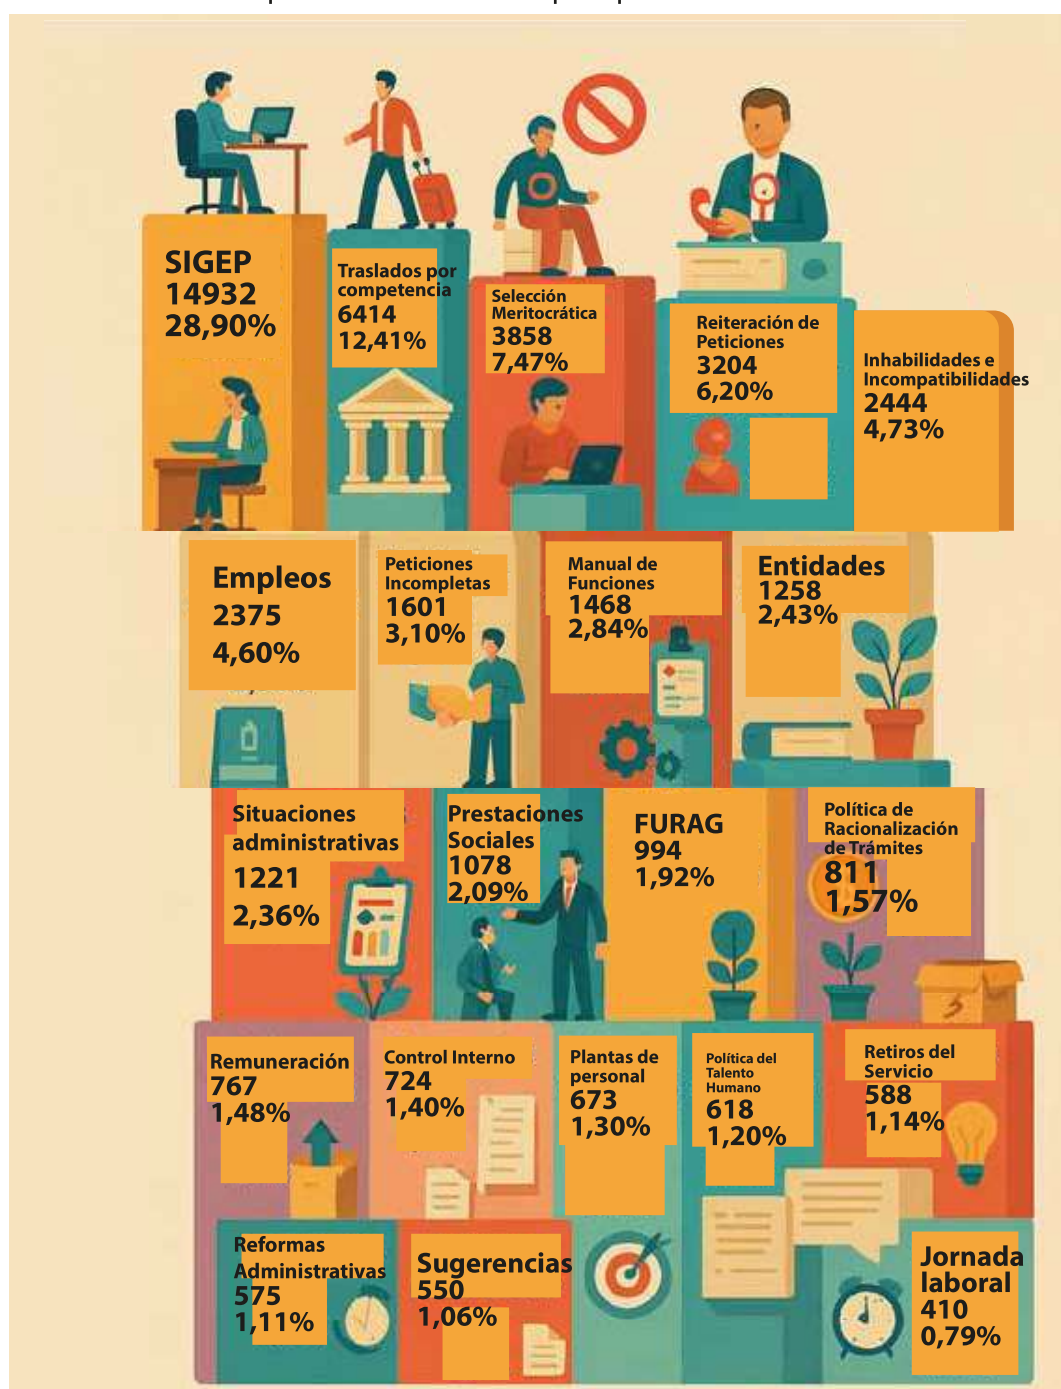 SIGEP
14932
28,90%
Traslados por
competencia
6414
12,41%
Selección
Meritocrática
3858
7,47%
Reiteración de
Peticiones
3204
6,20%
Inhabilidades e
Incompatibilidades
2444
4,73%
Empleos
2375
4,60%
Peticiones
Incompletas
1601
3,10%
Manual de
Funciones
1468
2,84%
Entidades
1258
2,43%
Situaciones
administrativas
1221
2,36%
Prestaciones
Sociales
1078
2,09%
FURAG
994
1,92%
Política de
Racionalización
de Trámites
811
1,57%
Remuneración
767
1,48%
Control Interno
724
1,40%
Plantas de
personal
673
1,30%
Política del
Talento
Humano
618
1,20%
Retiros del
Servicio
588
1,14%
Reformas
Administrativas
575
1,11%
Sugerencias
550
1,06%
Jornada
laboral
410
0,79%